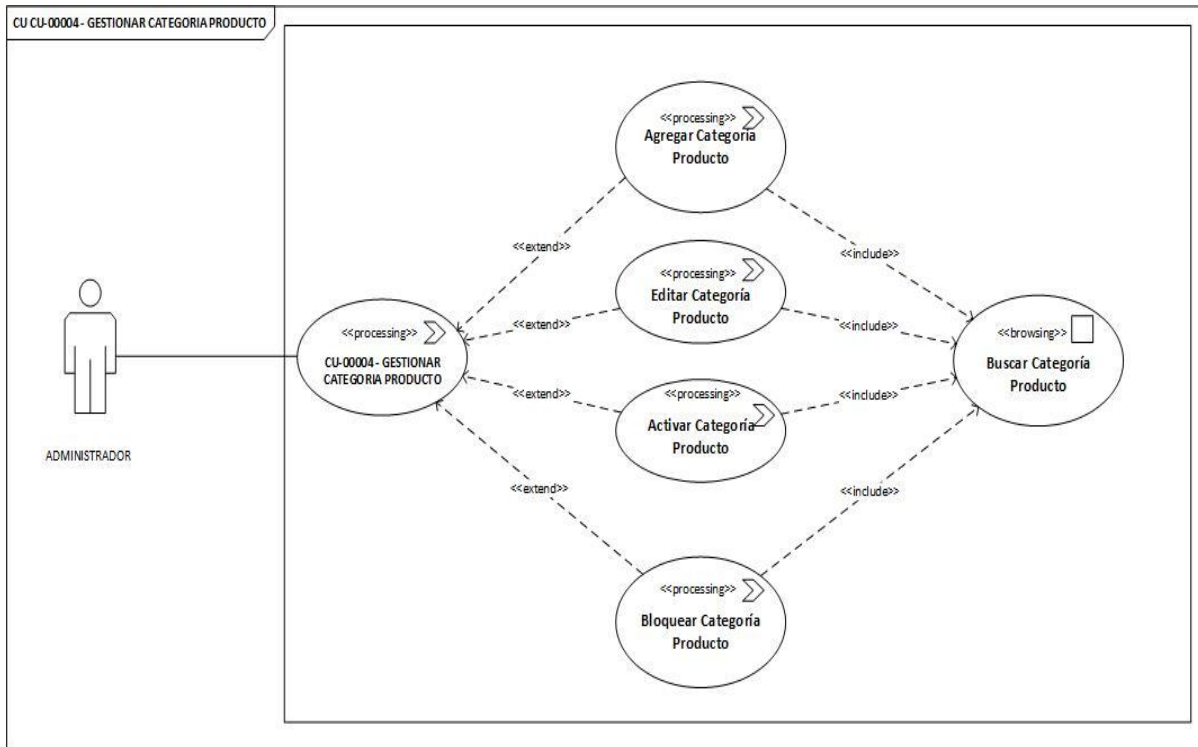 CU CU-00004 - GESTIONAR CATEGORIA PRODUCTO
<<processing>>
Agregar Categoría
Producto
<<extend>>
<<include>>
<<processing>>
Editar Categoría
Producto
<<extend>>
<<include>>
<<processing>>
CU-00004 - GESTIONAR
CATEGORIA PRODUCTO
<<browsing>>
Buscar Categoría
Producto
<<processing>>
Activar Categoría
Producto
<<extend>>
<<include>>
ADMINISTRADOR
<<extend>>
<<include>>
<<processing>>
Bloquear Categoría
Producto